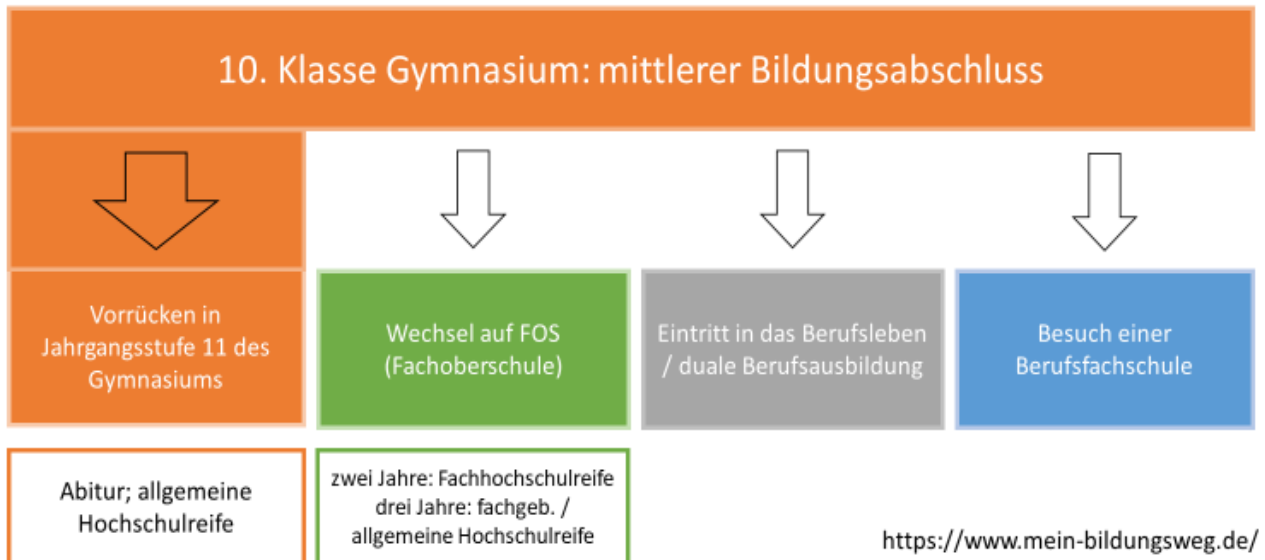 10. Klasse Gymnasium: mittlerer Bildungsabschluss
Vorrücken in
Jahrgangsstufe 11 des
Gymnasiums
Wechsel auf FOS
(Fachoberschule)
Eintritt in das Berufsleben
/ duale Berufsausbildung
Besuch einer
Berufsfachschule
Abitur; allgemeine
Hochschulreife
zwei Jahre: Fachhochschulreife
drei Jahre: fachgeb. /
allgemeine Hochschulreife
https://www.mein-bildungsweg.de/